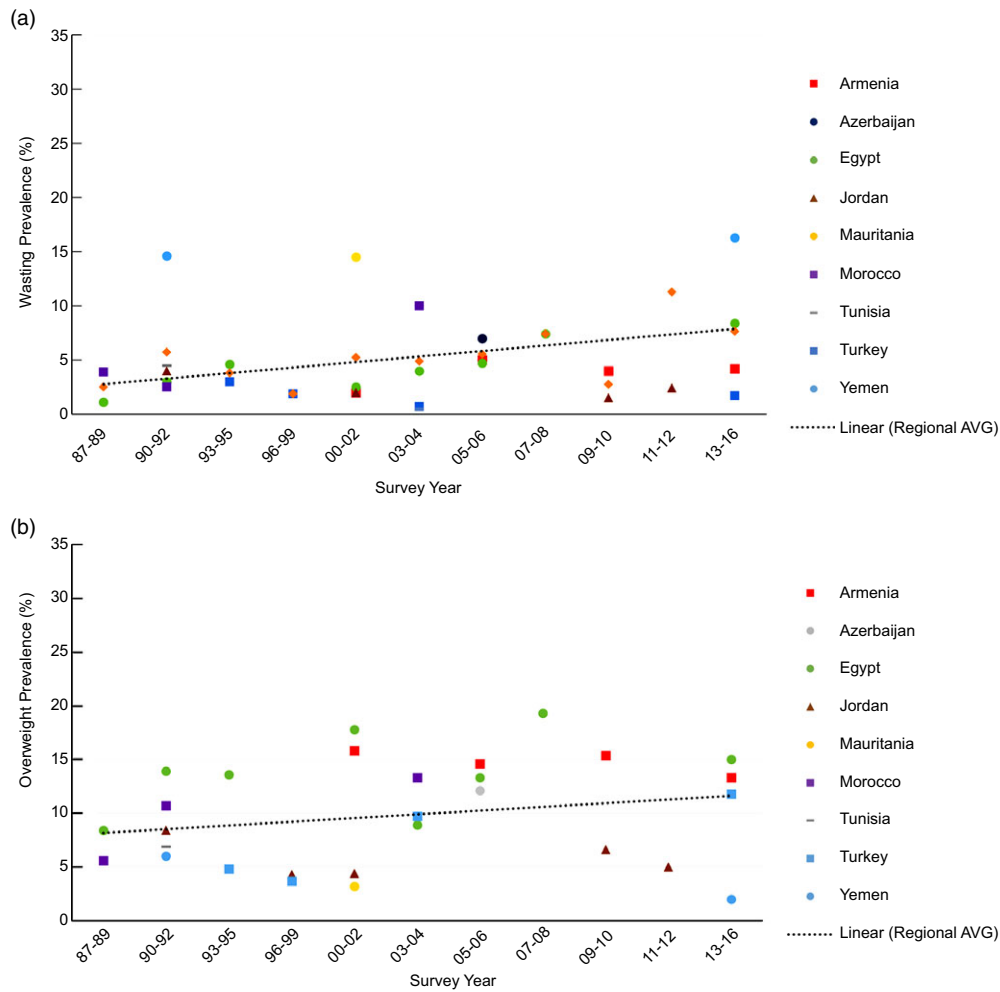 (a)
35
30
25
20
15
10
5
0
Wasting Prevalence (%)
87-89
90-92
93-95
96-99
00-02
03-04
05-06
07-08
09-10
11-12
13-16
Survey Year
Armenia
Azerbaijan
Egypt
Jordan
Mauritania
Morocco
Tunisia
Turkey
Yemen
Linear (Regional AVG)
(b)
35
30
25
20
15
10
5
0
Overweight Prevalence (%)
87-89
90-92
93-95
96-99
00-02
03-04
05-06
07-08
09-10
11-12
13-16
Survey Year
Armenia
Azerbaijan
Egypt
Jordan
Mauritania
Morocco
Tunisia
Turkey
Yemen
Linear (Regional AVG)